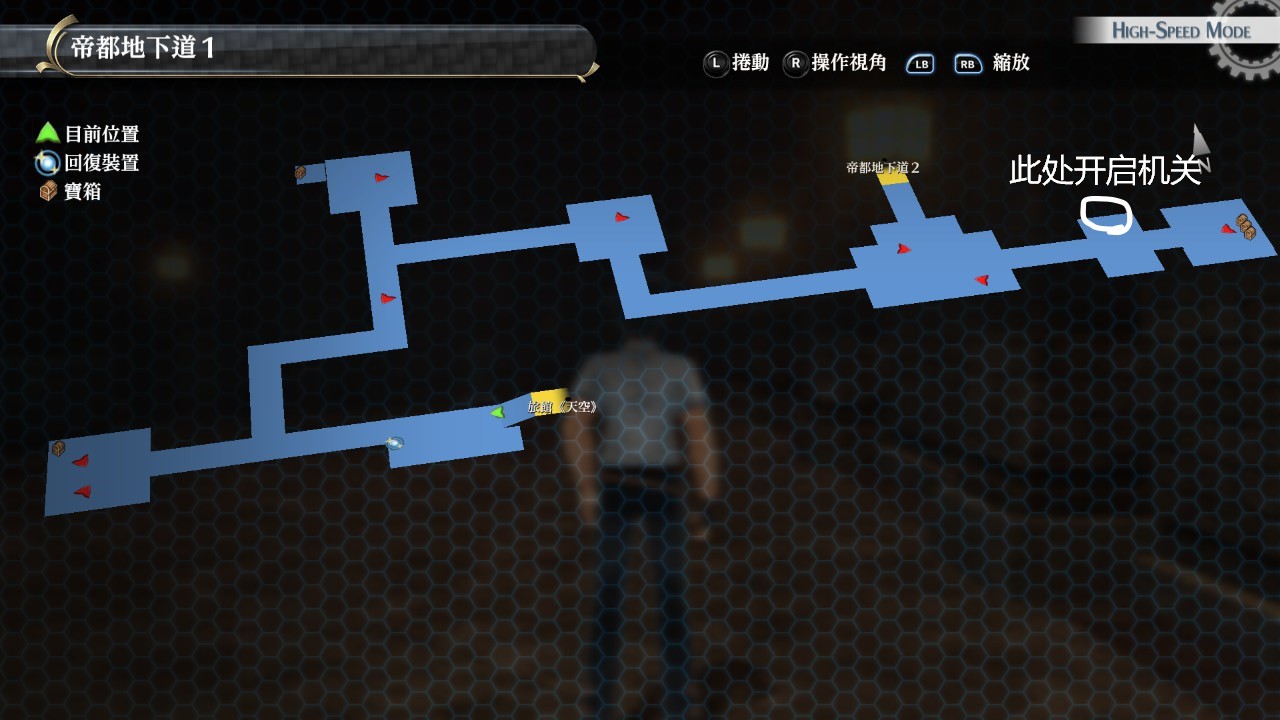 帝都地下道1
HIGH-SPEED MODE
L 捲動 R 操作視角 LB RB 縮放
目前位置
回復裝置
寶箱
帝都地下道2
此处开启机关
N
旅館《天空》